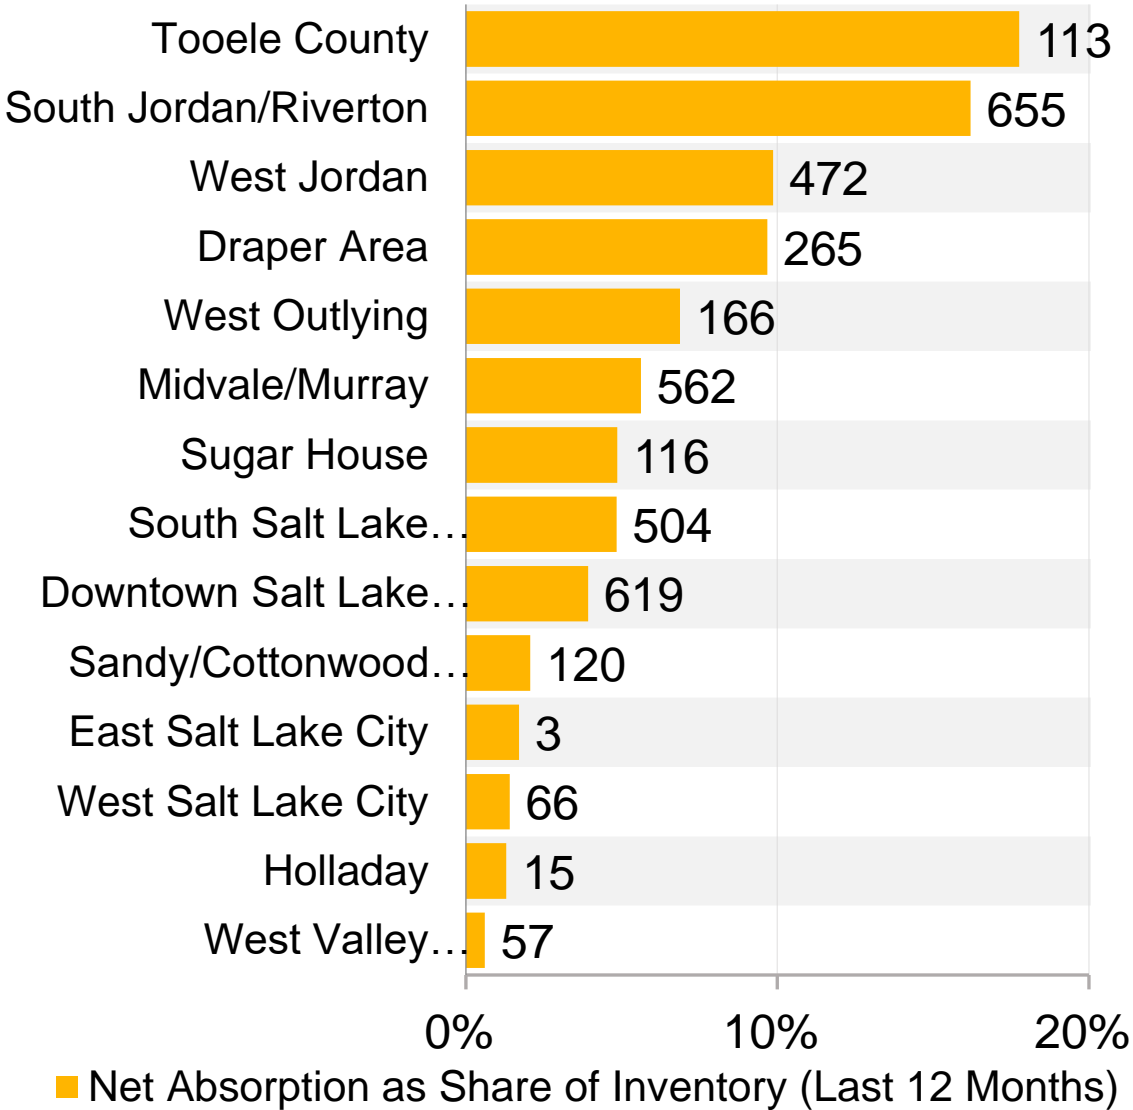 Tooele County 113
South Jordan/Riverton 655
West Jordan 472
Draper Area 265
West Outlying 166
Midvale/Murray 562
Sugar House 116
South Salt Lake… 504
Downtown Salt Lake… 619
Sandy/Cottonwood… 120
East Salt Lake City 3
West Salt Lake City 66
Holladay 15
West Valley… 57
0% 10% 20%
Net Absorption as Share of Inventory (Last 12 Months)